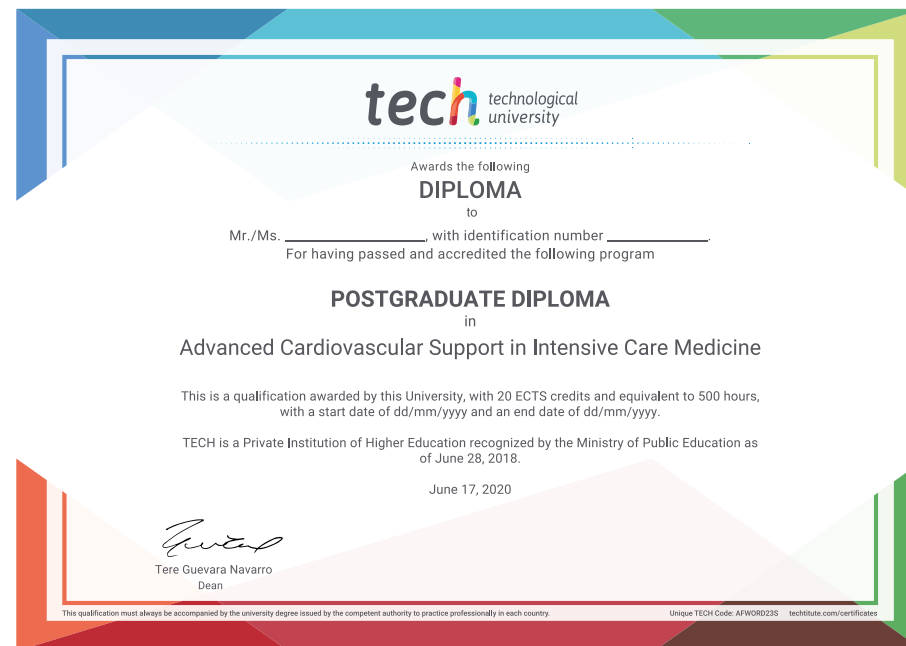 tech technological
university
Awards the following
DIPLOMA
to
Mr./Ms. ____________________, with identification number ______________.
For having passed and accredited the following program
POSTGRADUATE DIPLOMA
in
Advanced Cardiovascular Support in Intensive Care Medicine
This is a qualification awarded by this University, with 20 ECTS credits and equivalent to 500 hours,
with a start date of dd/mm/yyyy and an end date of dd/mm/yyyy.
TECH is a Private Institution of Higher Education recognized by the Ministry of Public Education as
of June 28, 2018.
June 17, 2020
Tere Guevara Navarro
Dean
This qualification must always be accompanied by the university degree issued by the competent authority to practice professionally in each country. Unique TECH Code: AFWORD23S techtitute.com/certificates